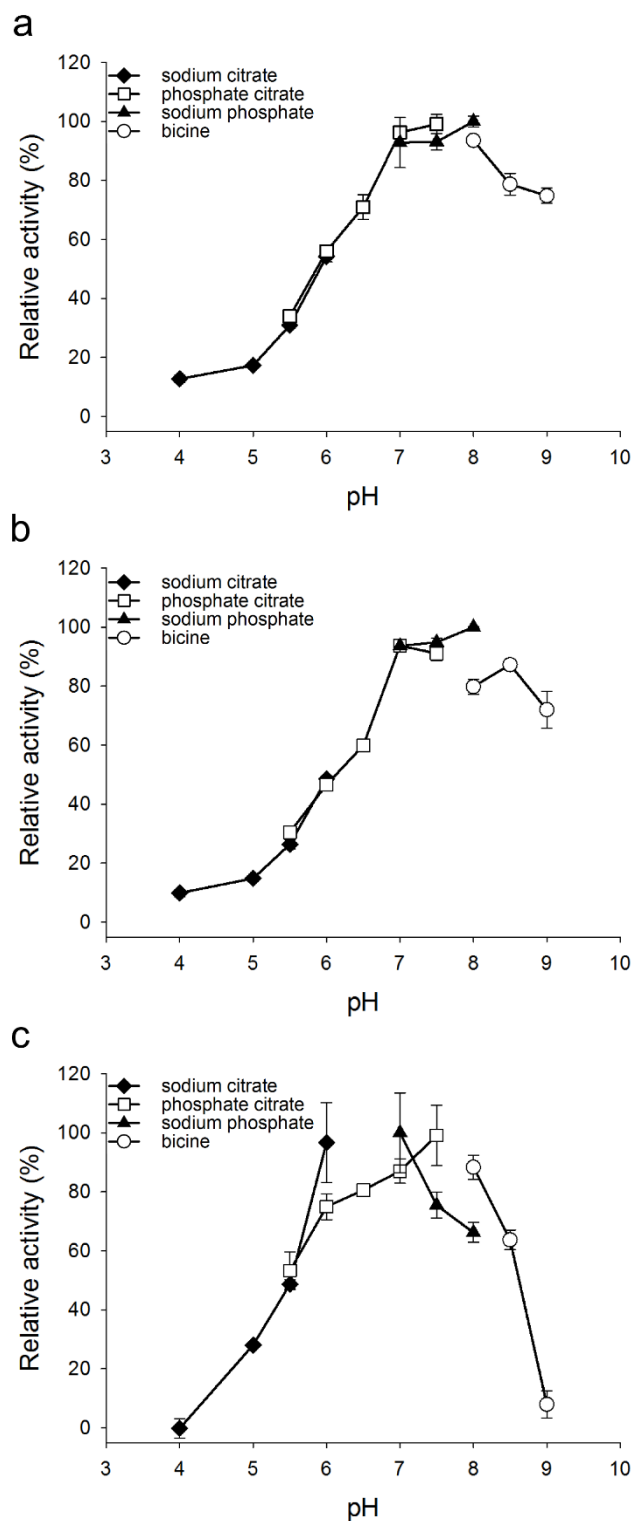 a
Relative activity (%)
120
100
80
60
40
20
0
sodium citrate
phosphate citrate
sodium phosphate
bicine
3 4 5 6 7 8 9 10
pH
b
Relative activity (%)
120
100
80
60
40
20
0
sodium citrate
phosphate citrate
sodium phosphate
bicine
3 4 5 6 7 8 9 10
pH
c
Relative activity (%)
120
100
80
60
40
20
0
sodium citrate
phosphate citrate
sodium phosphate
bicine
3 4 5 6 7 8 9 10
pH